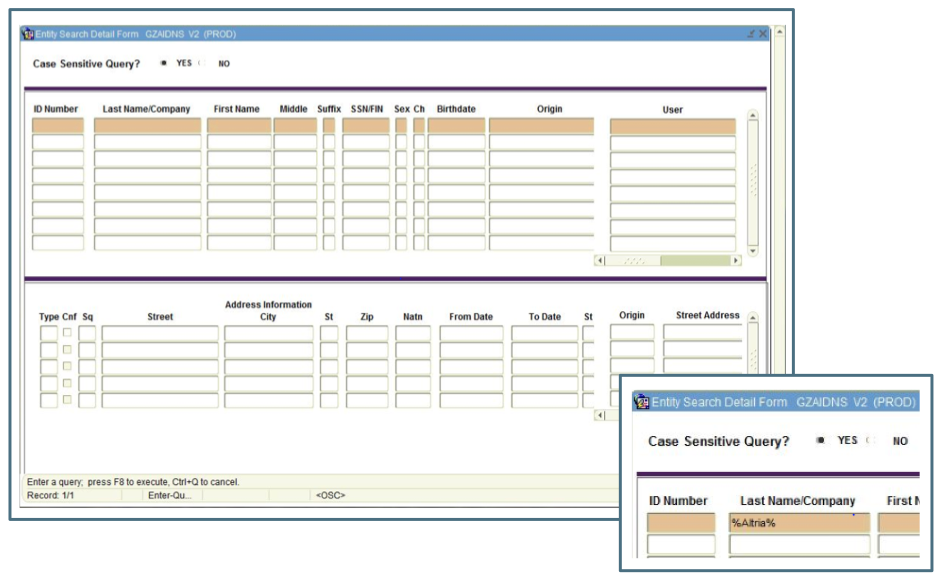 Entity Search Detail Form GZAIDNS V2 (PROD)
Case Sensitive Query? YES NO
ID Number Last Name/Company First Name Middle Suffix SSN/FIN Sex Ch Birthdate Origin User
Address Information
Type Cnf Sq Street City St Zip Natn From Date To Date St Origin Street Address
Enter a query; press F8 to execute, Ctrl+Q to cancel.
Record: 1/1 Enter-Qu... <OSC>
Entity Search Detail Form GZAIDNS V2 (PROD)
Case Sensitive Query? YES NO
ID Number Last Name/Company First
%Altria%